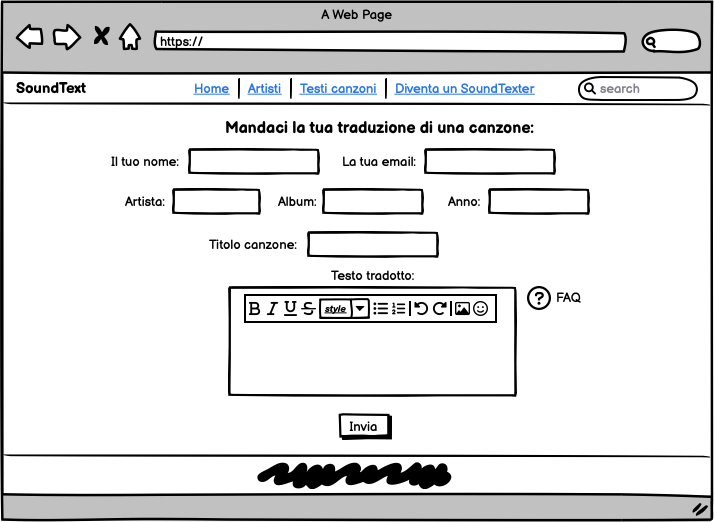 A Web Page
https://
SoundText Home Artisti Testi canzoni Diventa un SoundTexter search
Mandaci la tua traduzione di una canzone:
Il tuo nome: La tua email:
Artista: Album: Anno:
Titolo canzone:
Testo tradotto:
B I U S style ? FAQ
Invia